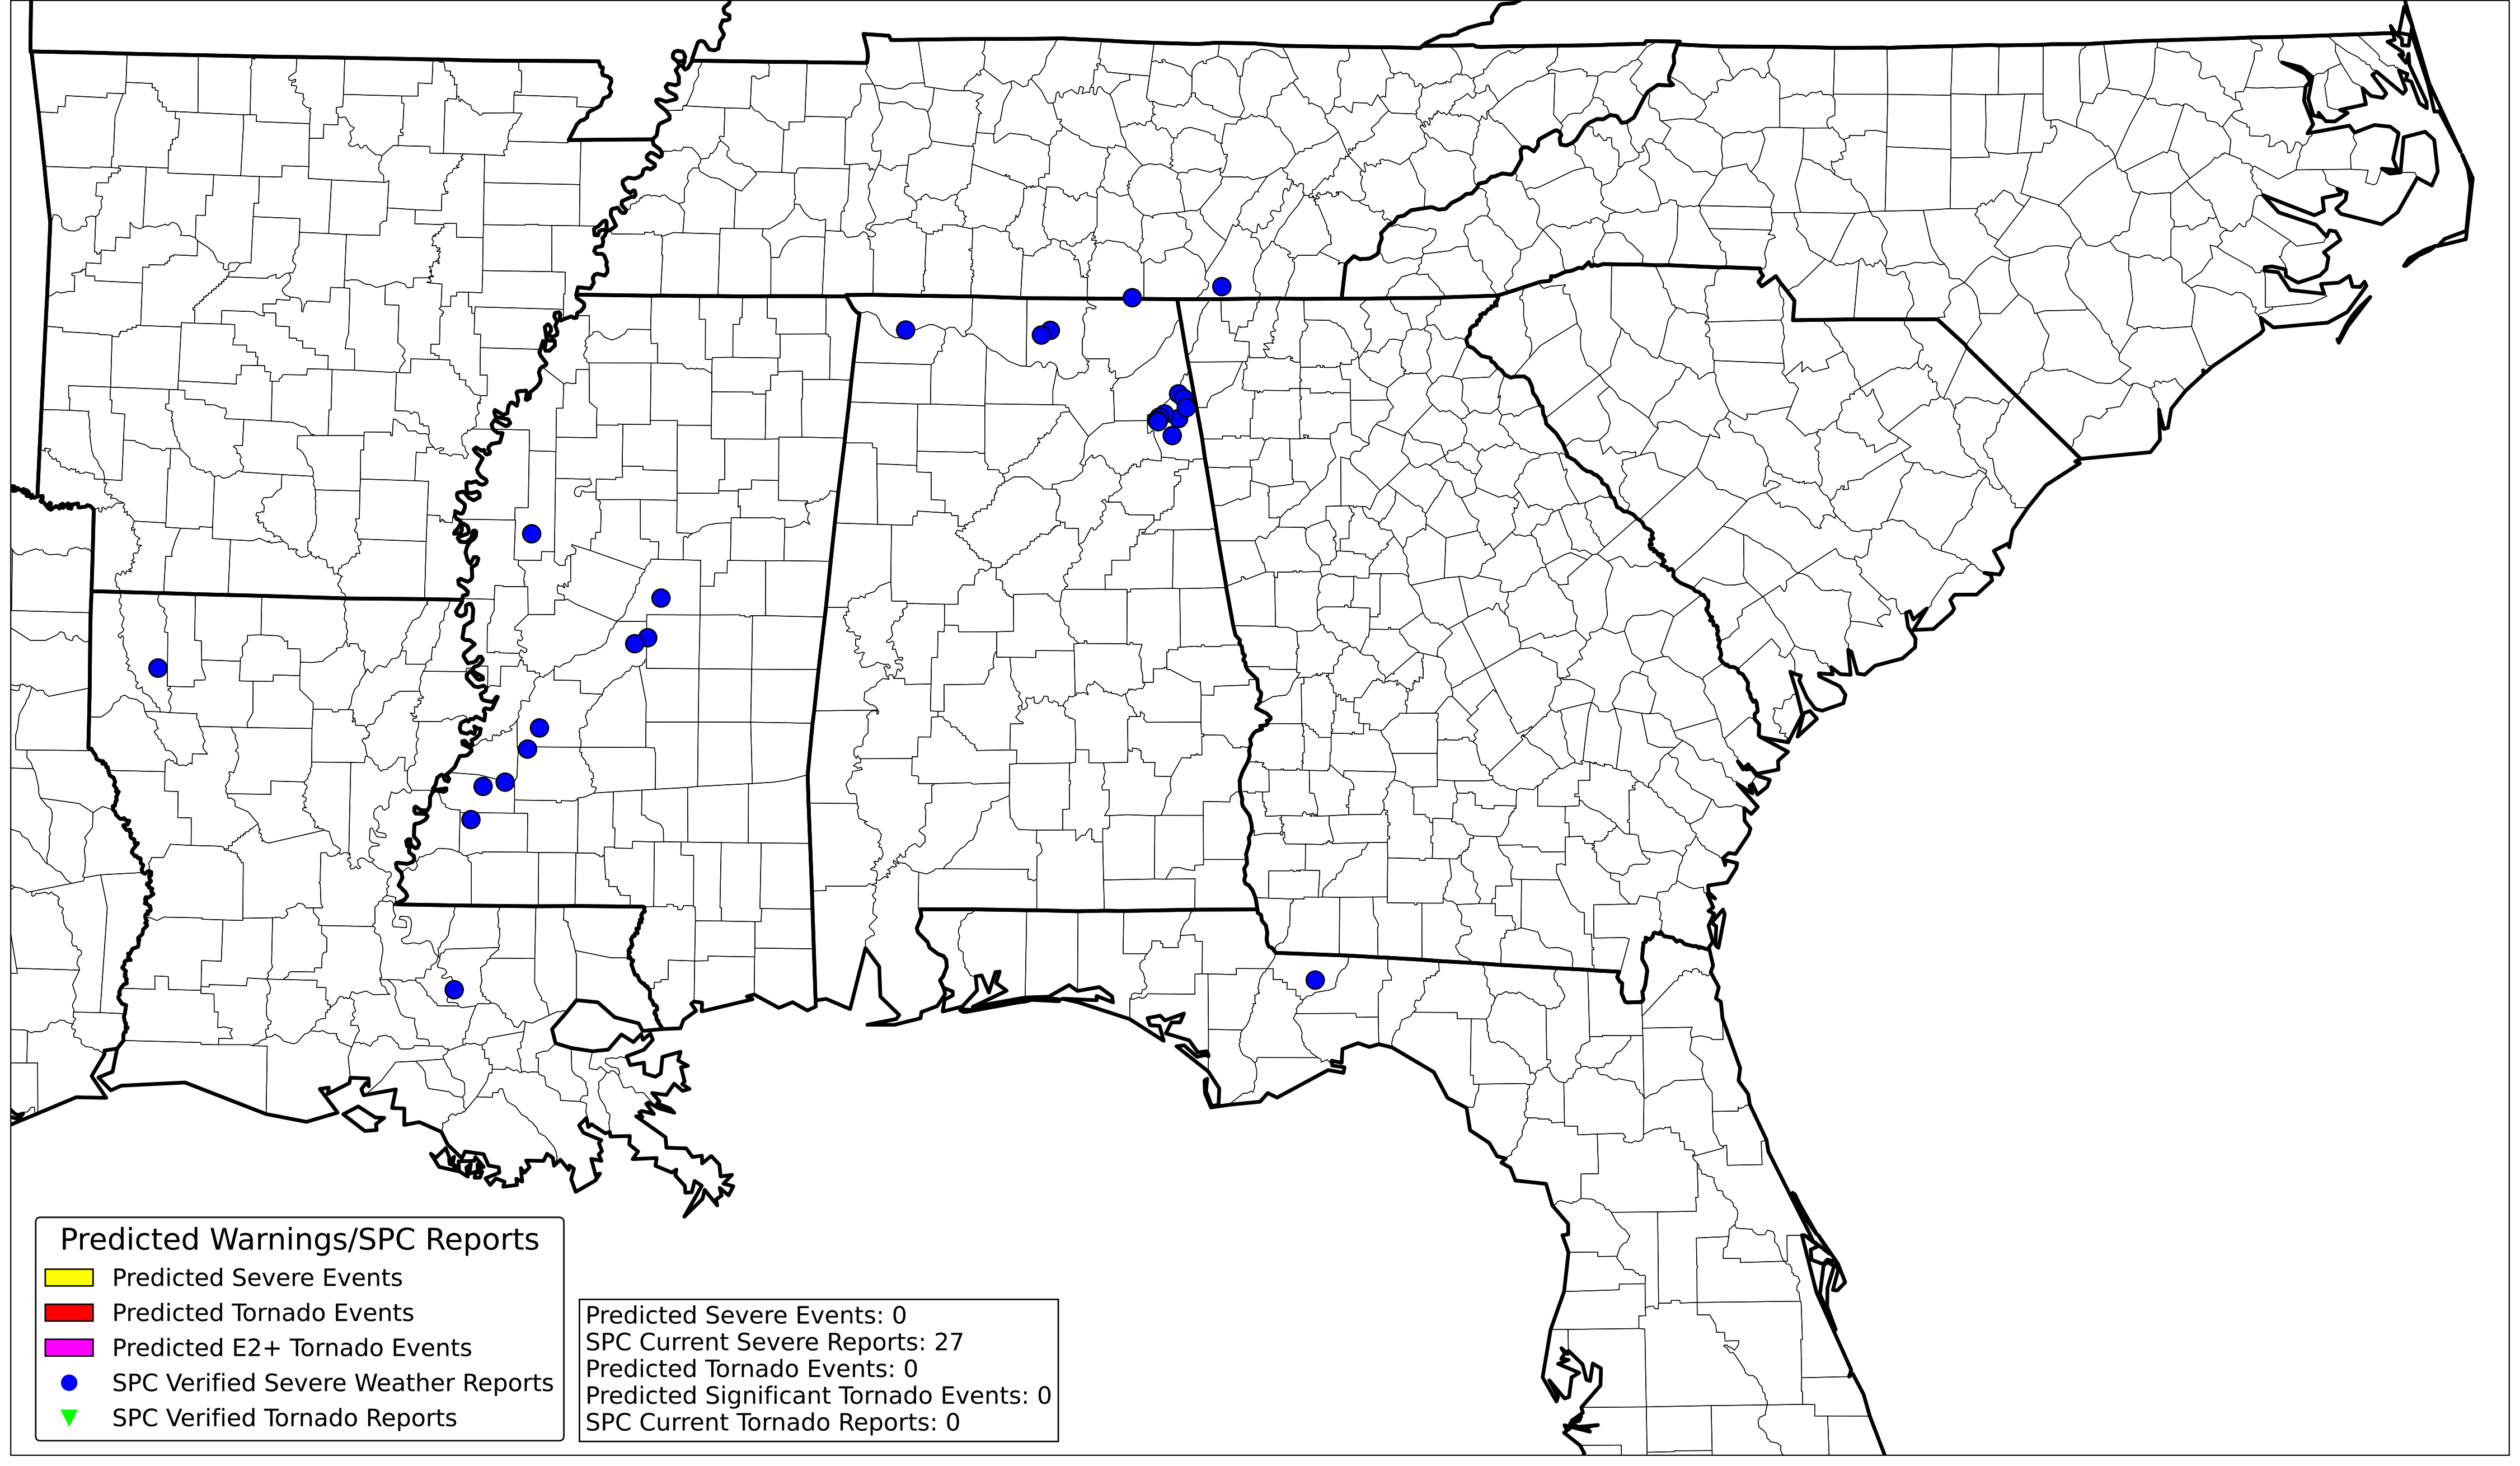 Predicted Warnings/SPC Reports
Predicted Severe Events
Predicted Tornado Events
Predicted E2+ Tornado Events
SPC Verified Severe Weather Reports
SPC Verified Tornado Reports
Predicted Severe Events: 0
SPC Current Severe Reports: 27
Predicted Tornado Events: 0
Predicted Significant Tornado Events: 0
SPC Current Tornado Reports: 0